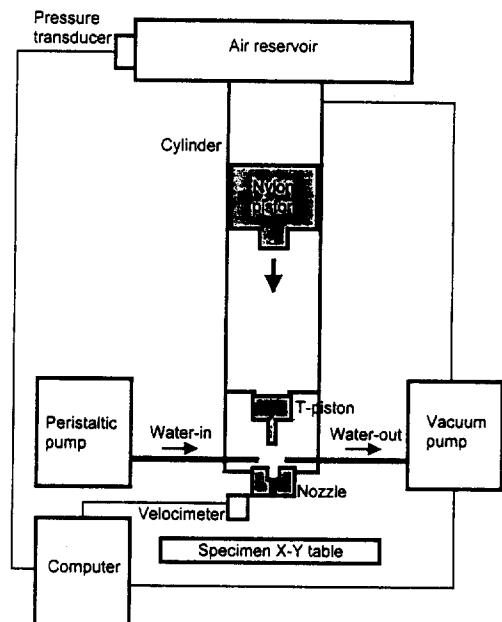 Pressure
transducer
Air reservoir
Cylinder
Nylon
piston
T-piston
Peristaltic
pump
Water-in
Water-out
Vacuum
pump
Nozzle
Velocimeter
Specimen X-Y table
Computer